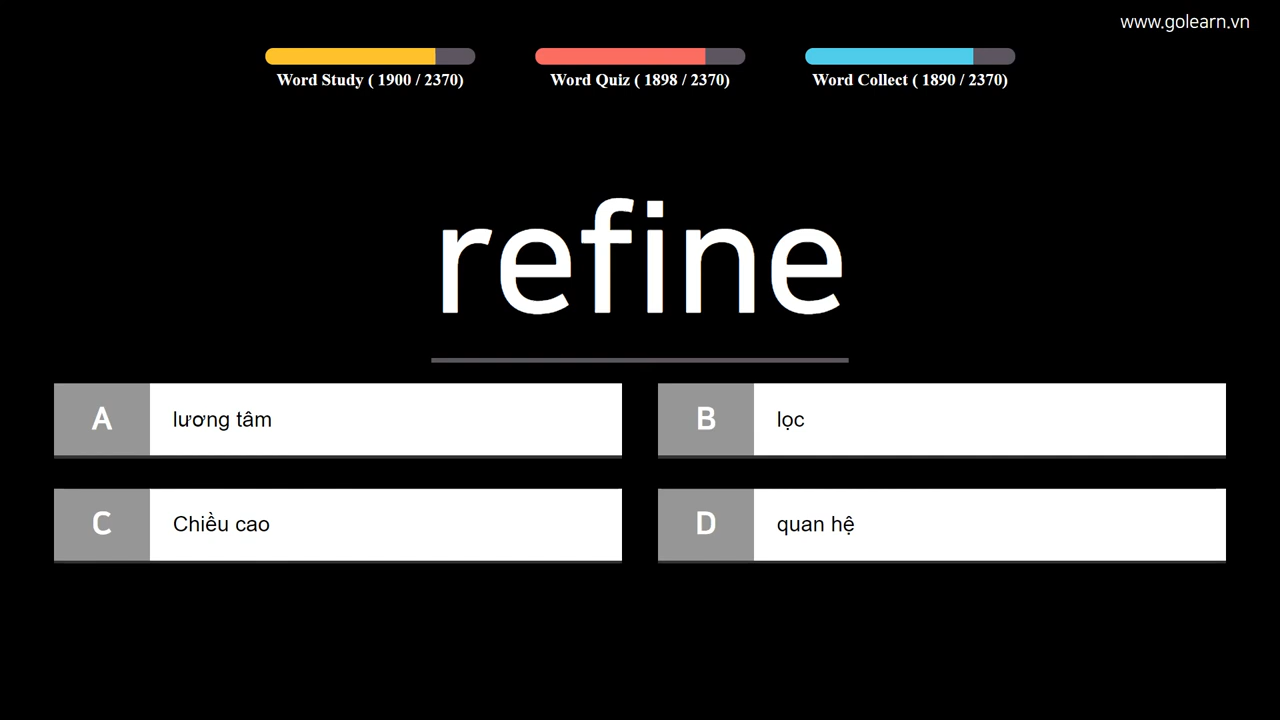 www.golearn.vn
Word Study ( 1900 / 2370)
Word Quiz ( 1898 / 2370)
Word Collect ( 1890 / 2370)
refine
A lương tâm
B lọc
C Chiều cao
D quan hệ